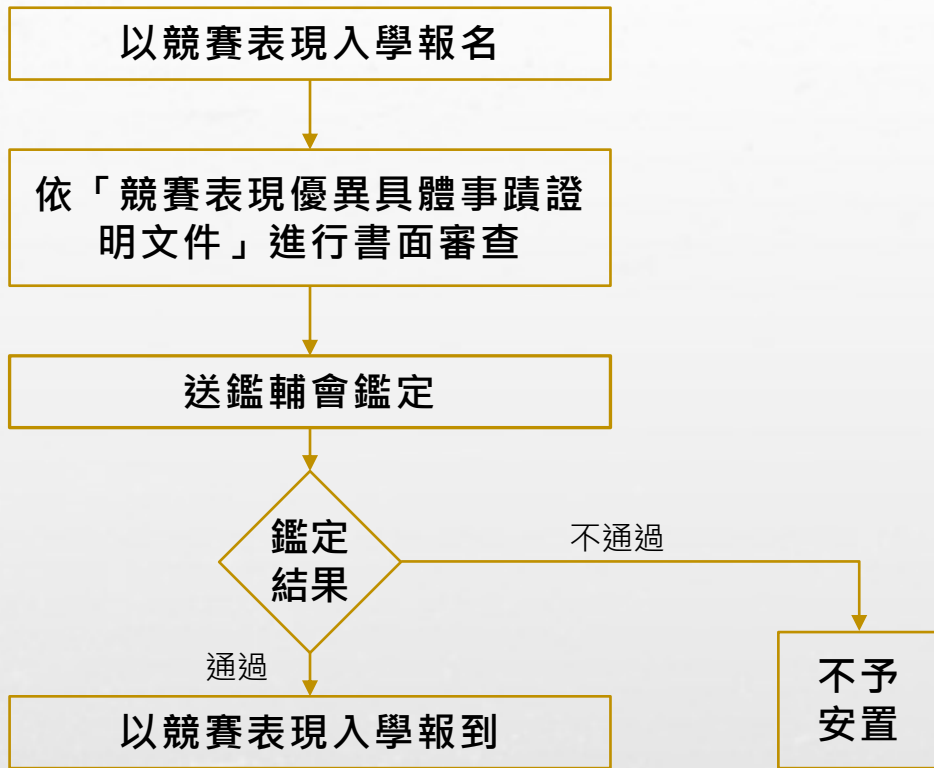 以競賽表現入學報名
依「競賽表現優異具體事蹟證
明文件」進行書面審查
送鑑輔會鑑定
鑑定
結果
不通過
通過
不予
安置
以競賽表現入學報到